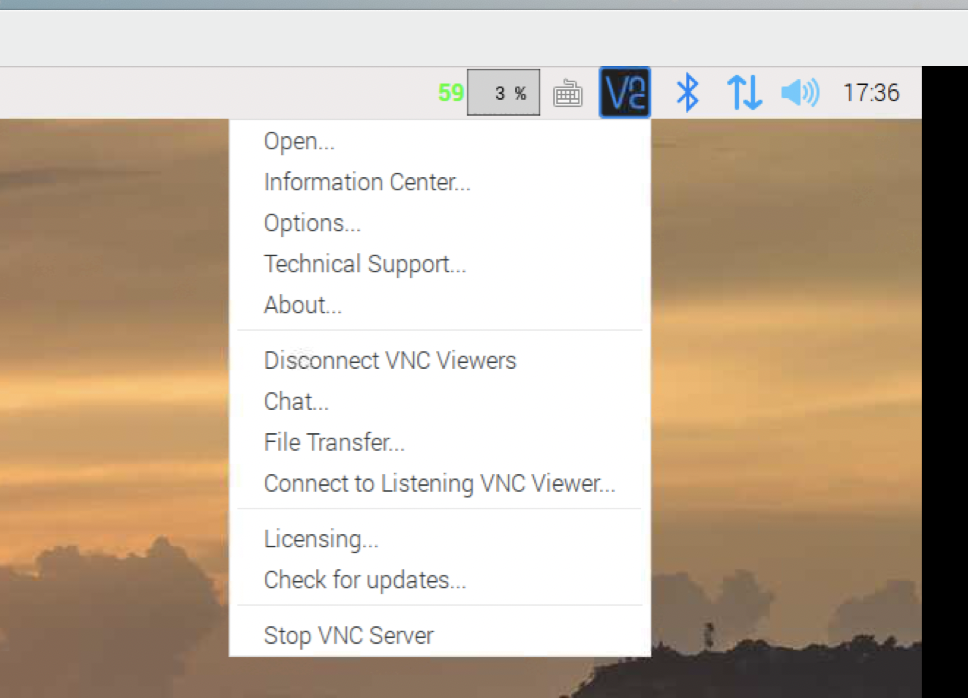 59 3 % VNC 17:36
Open...
Information Center...
Options...
Technical Support...
About...
Disconnect VNC Viewers
Chat...
File Transfer...
Connect to Listening VNC Viewer...
Licensing...
Check for updates...
Stop VNC Server